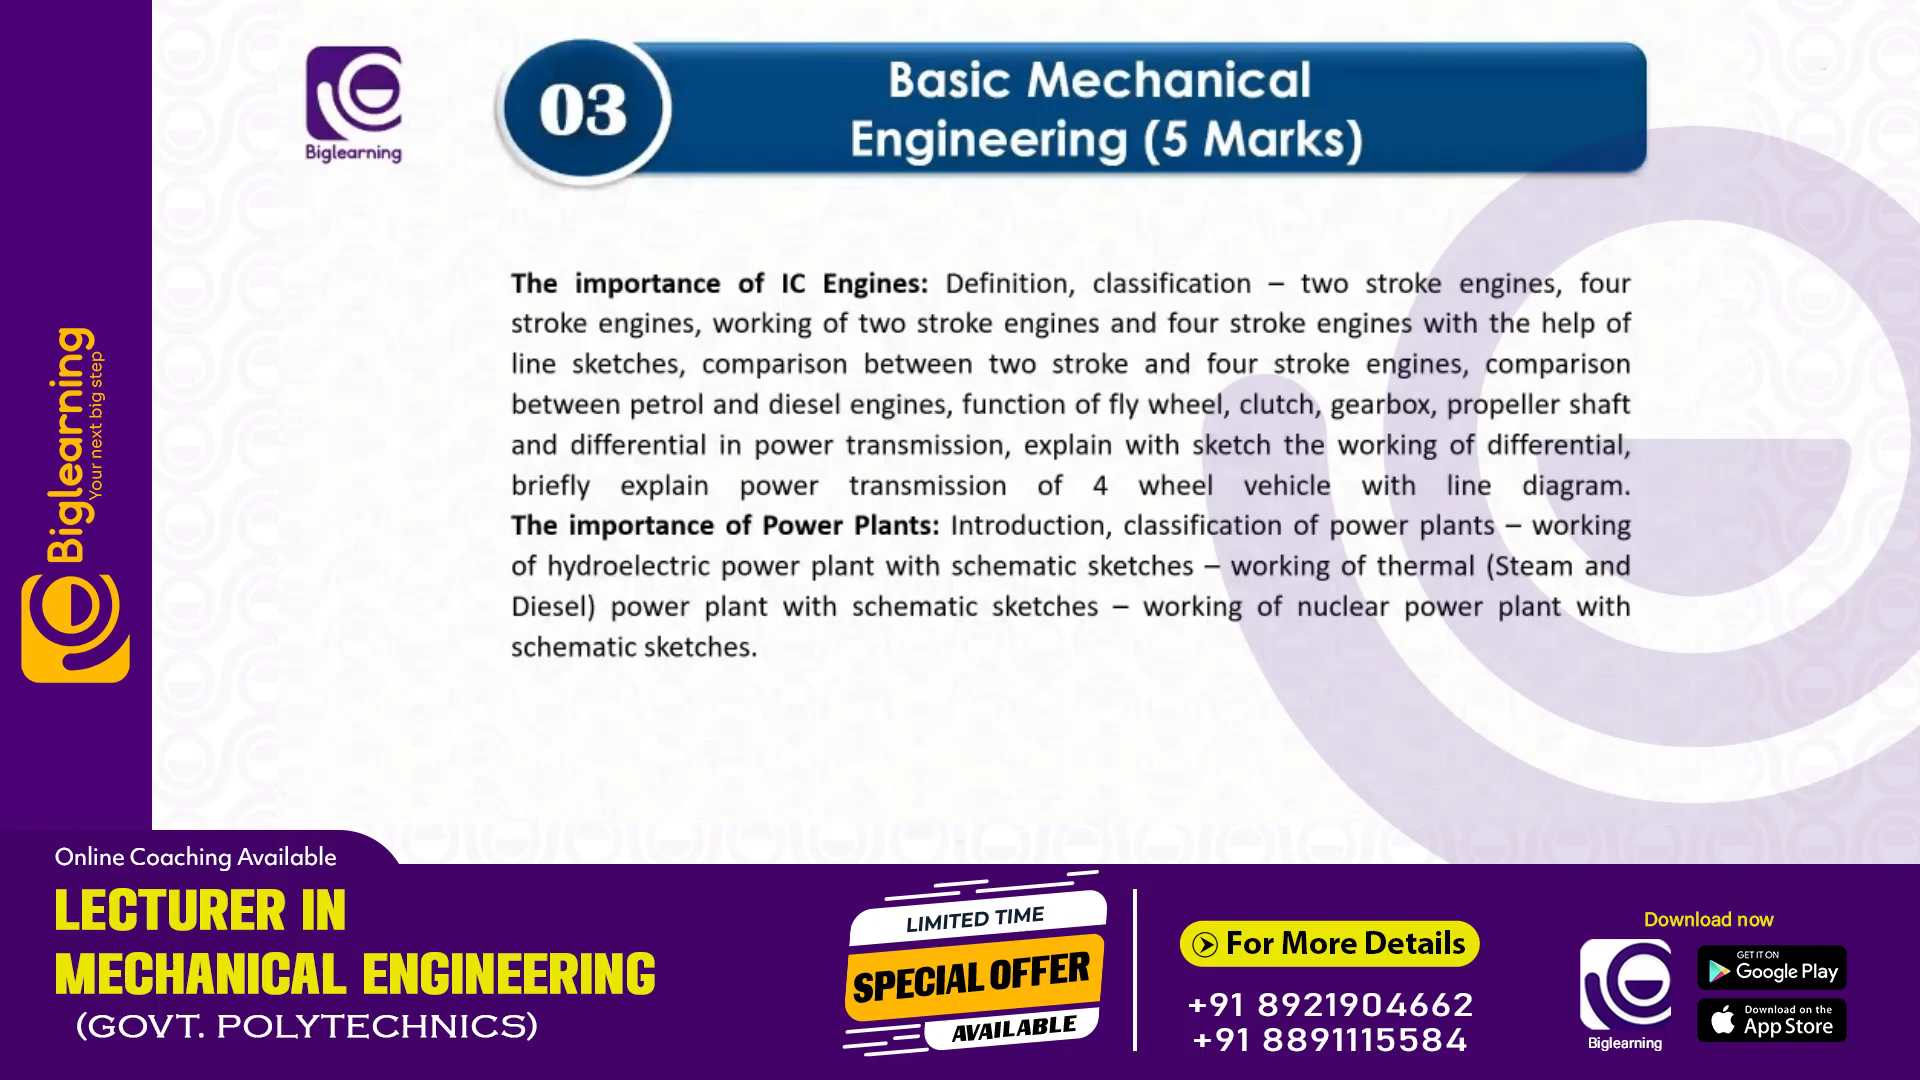 Biglearning
03
Basic Mechanical
Engineering (5 Marks)
The importance of IC Engines: Definition, classification – two stroke engines, four
stroke engines, working of two stroke engines and four stroke engines with the help of
line sketches, comparison between two stroke and four stroke engines, comparison
between petrol and diesel engines, function of fly wheel, clutch, gearbox, propeller shaft
and differential in power transmission, explain with sketch the working of differential,
briefly explain power transmission of 4 wheel vehicle with line diagram.
The importance of Power Plants: Introduction, classification of power plants – working
of hydroelectric power plant with schematic sketches – working of thermal (Steam and
Diesel) power plant with schematic sketches – working of nuclear power plant with
schematic sketches.
Biglearning
Your next big step
Online Coaching Available
LECTURER IN
MECHANICAL ENGINEERING
(GOVT. POLYTECHNICS)
LIMITED TIME
SPECIAL OFFER
AVAILABLE
For More Details
+91 8921904662
+91 8891115584
Download now
Biglearning
GET IT ON
Google Play
Download on the
App Store